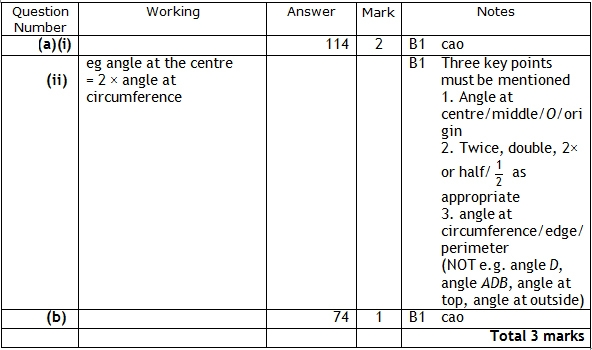 Question Number Working Answer Mark Notes
(a)(i) 114 2 B1 cao
(ii) eg angle at the centre = 2 × angle at circumference B1 Three key points must be mentioned
1. Angle at
centre/middle/O/ori
gin
2. Twice, double, 2×
or half/ 1/2 as
appropriate
3. angle at
circumference/edge/
perimeter
(NOT e.g. angle D,
angle ADB, angle at
top, angle at outside)
(b) 74 1 B1 cao
Total 3 marks